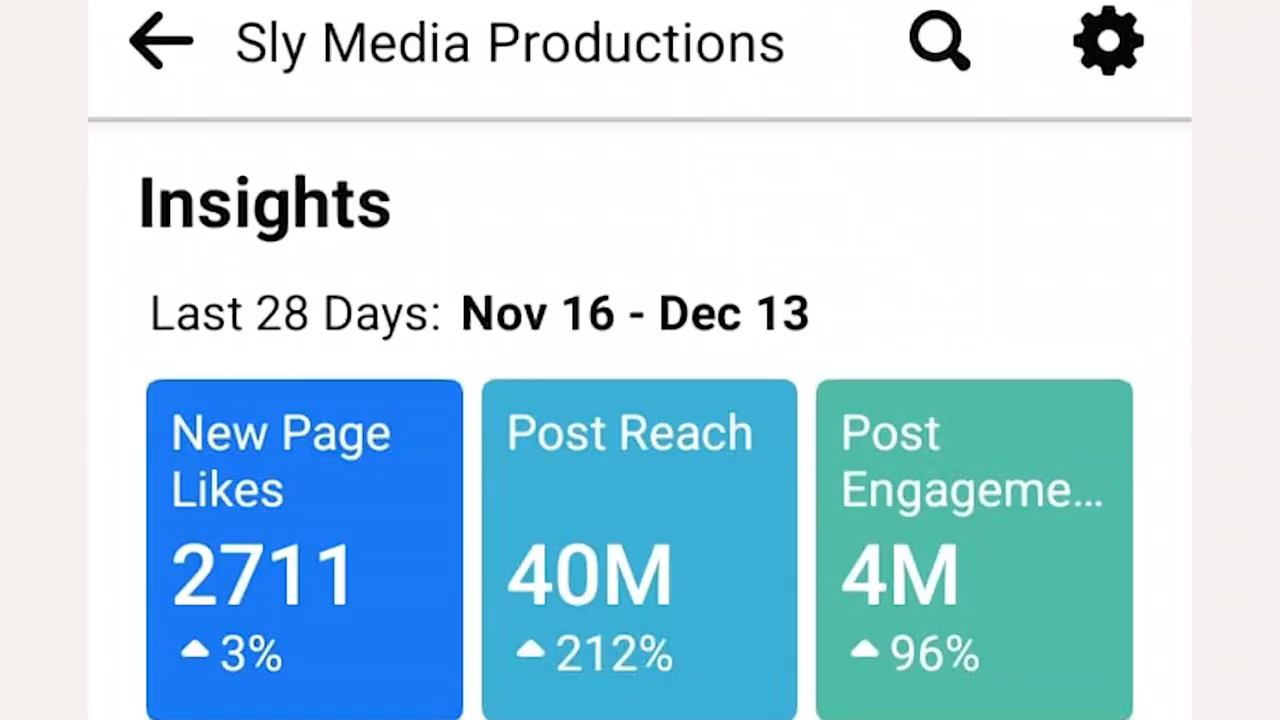 Sly Media Productions
Insights
Last 28 Days: Nov 16 - Dec 13
New Page
Likes
2711
3%
Post Reach
40M
212%
Post
Engageme...
4M
96%